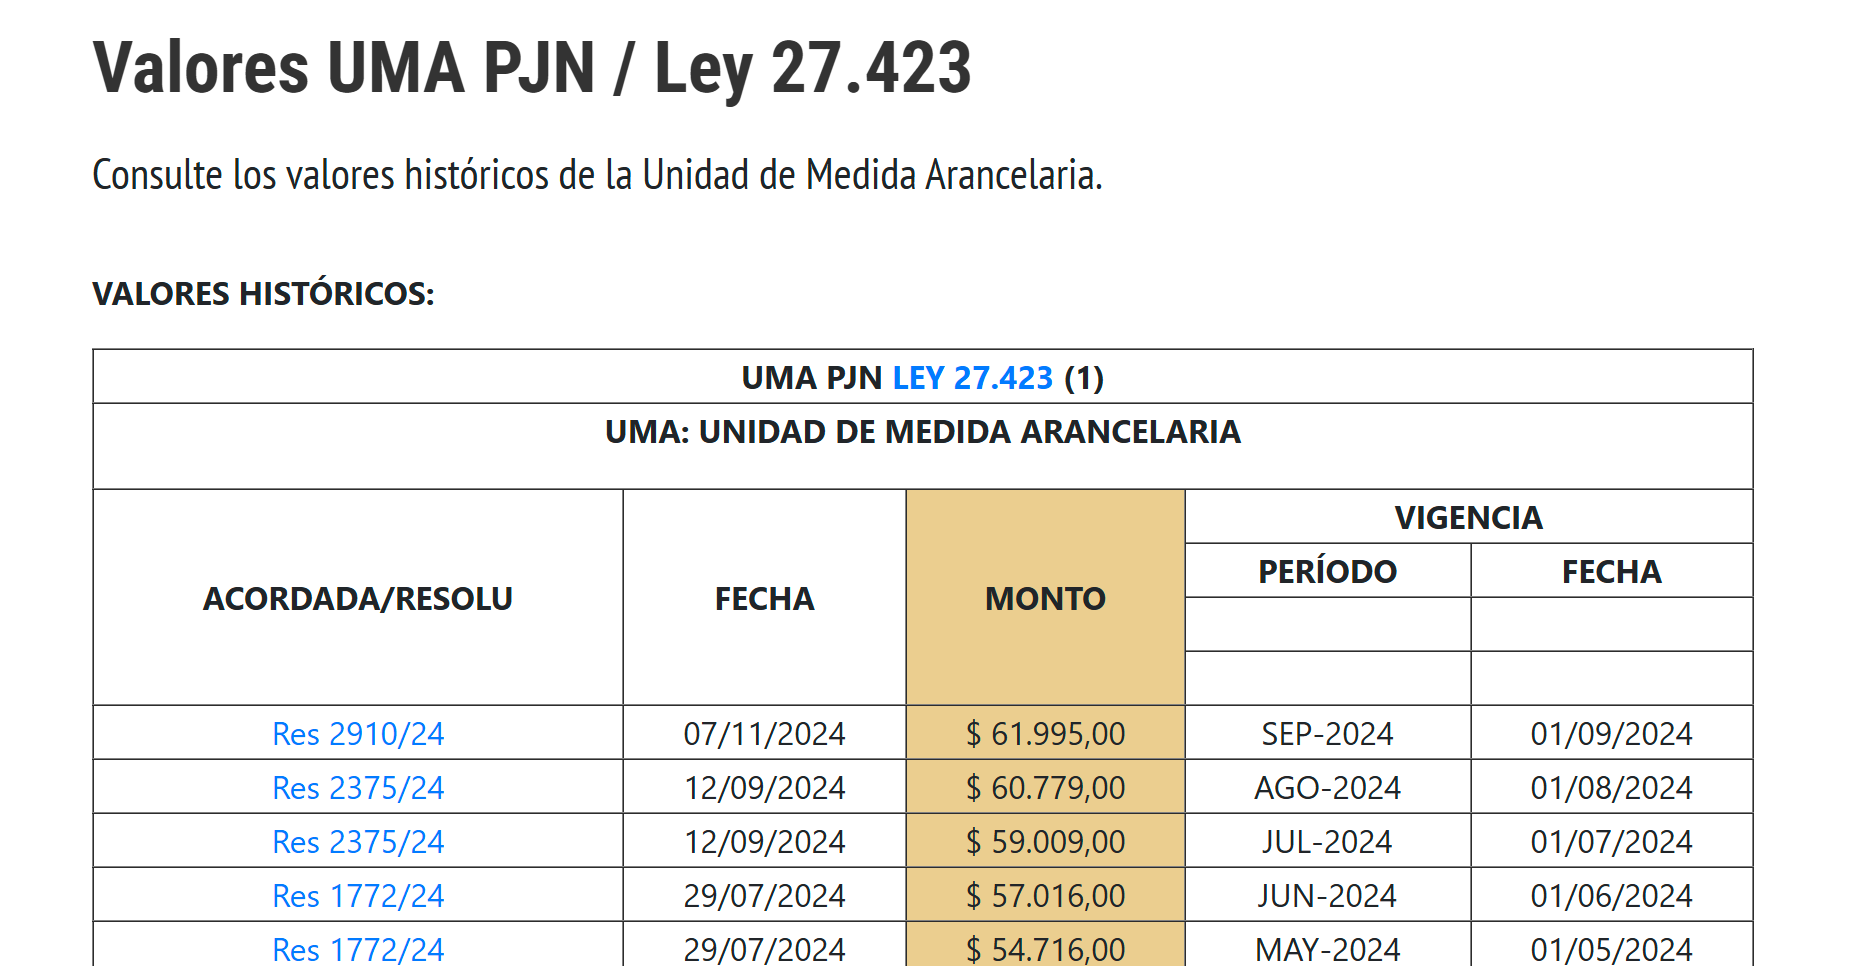 Valores UMA PJN / Ley 27.423
Consulte los valores históricos de la Unidad de Medida Arancelaria.
VALORES HISTÓRICOS:
UMA PJN LEY 27.423 (1)
UMA: UNIDAD DE MEDIDA ARANCELARIA
ACORDADA/RESOLU FECHA MONTO VIGENCIA
PERÍODO FECHA
Res 2910/24 07/11/2024 $ 61.995,00 SEP-2024 01/09/2024
Res 2375/24 12/09/2024 $ 60.779,00 AGO-2024 01/08/2024
Res 2375/24 12/09/2024 $ 59.009,00 JUL-2024 01/07/2024
Res 1772/24 29/07/2024 $ 57.016,00 JUN-2024 01/06/2024
Res 1772/24 29/07/2024 $ 54.716,00 MAY-2024 01/05/2024